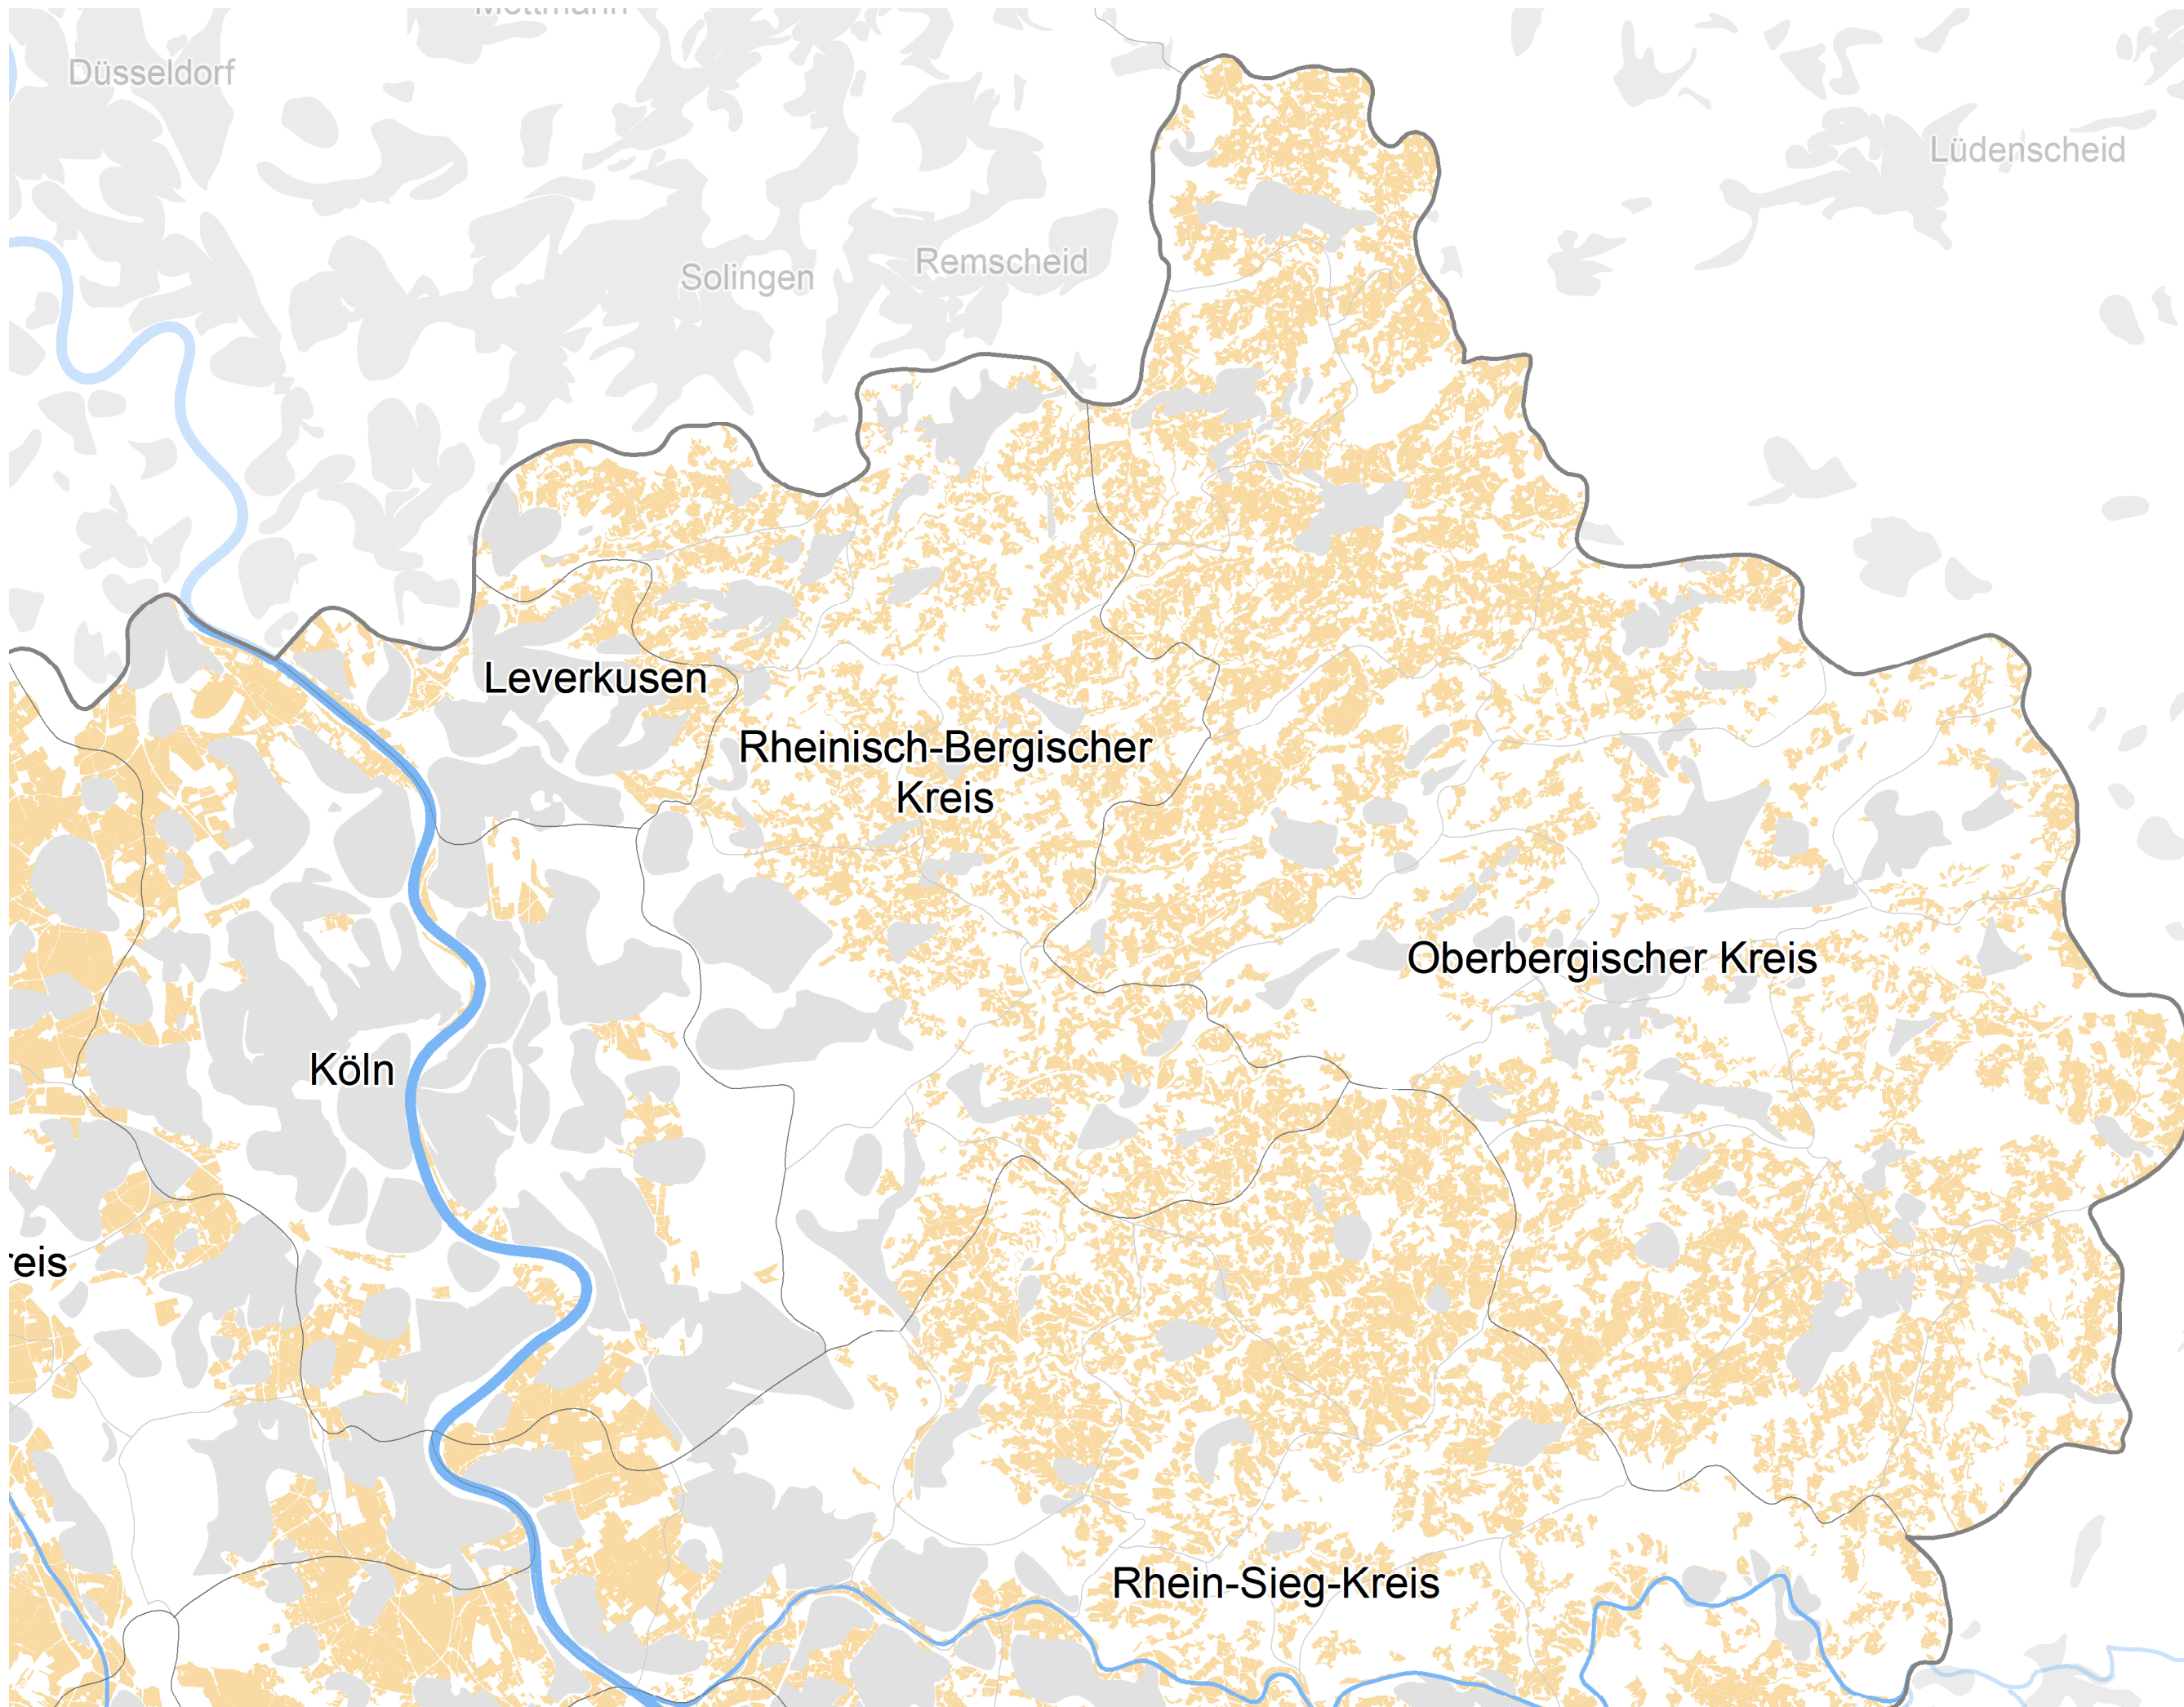 Düsseldorf
Lüdenscheid
Remscheid
Solingen
Leverkusen
Rheinisch-Bergischer
Kreis
Oberbergischer Kreis
Köln
reis
Rhein-Sieg-Kreis